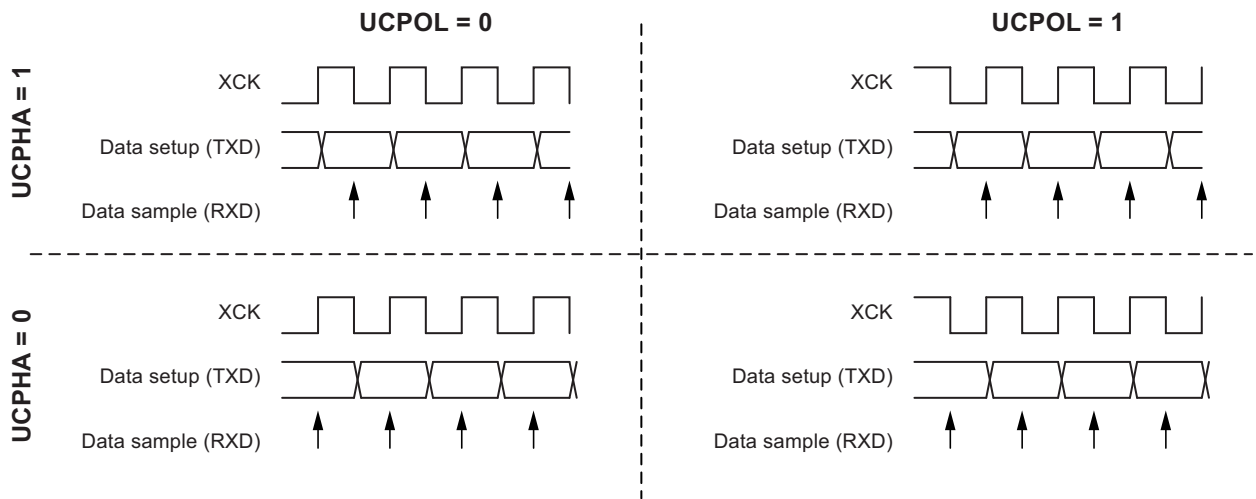 UCPOL = 0
UCPOL = 1
UCPHA = 1
XCK
Data setup (TXD)
Data sample (RXD)
XCK
Data setup (TXD)
Data sample (RXD)
UCPHA = 0
XCK
Data setup (TXD)
Data sample (RXD)
XCK
Data setup (TXD)
Data sample (RXD)